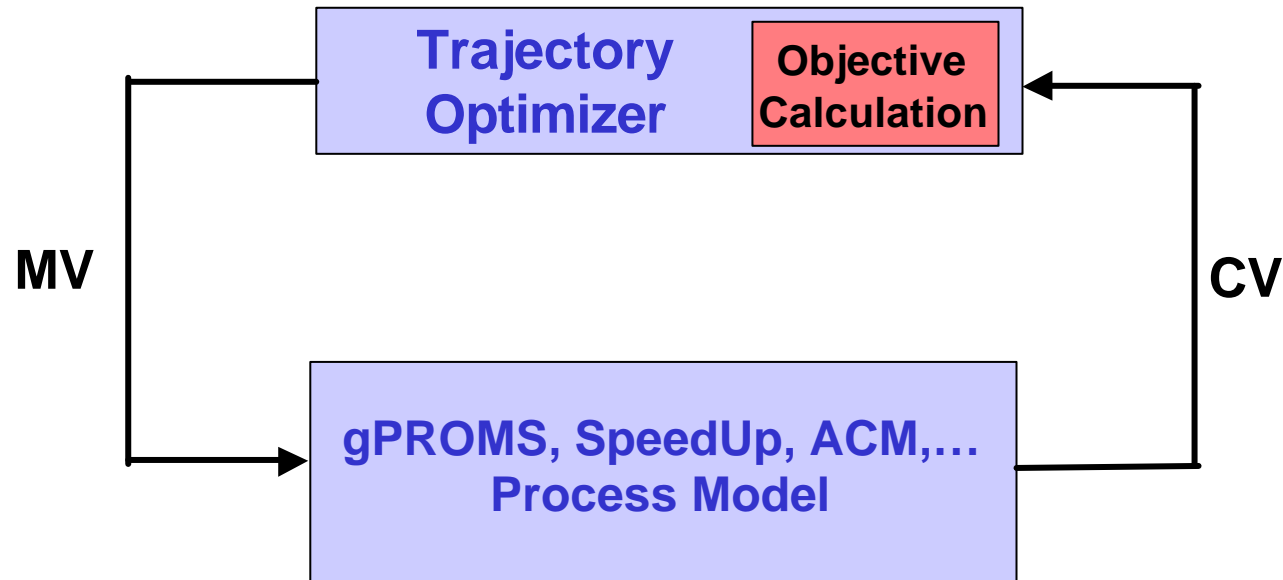 Trajectory
Optimizer
Objective
Calculation
MV
CV
gPROMS, SpeedUp, ACM,...
Process Model